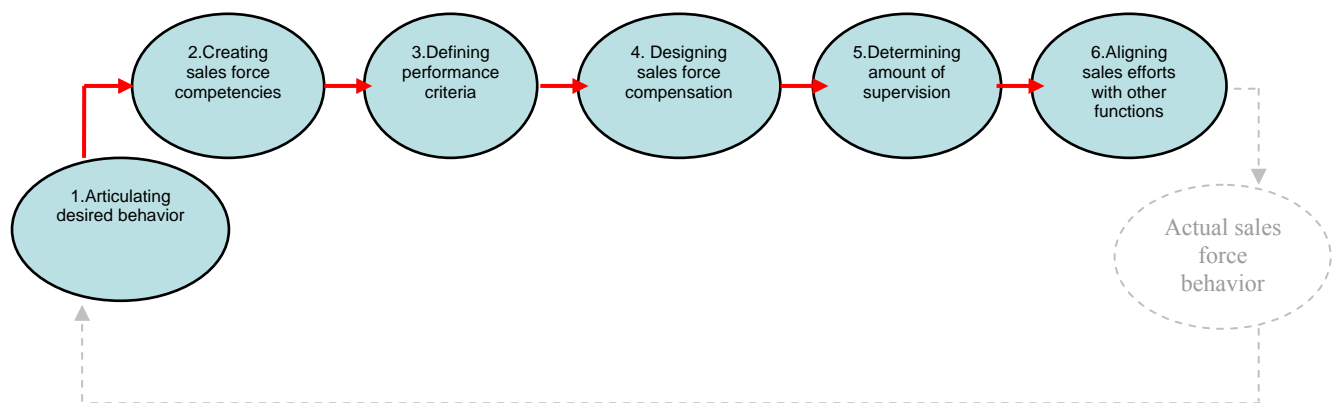 1.Articulating
desired behavior
2.Creating
sales force
competencies
3.Defining
performance
criteria
4. Designing
sales force
compensation
5.Determining
amount of
supervision
6.Aligning
sales efforts
with other
functions
Actual sales
force
behavior